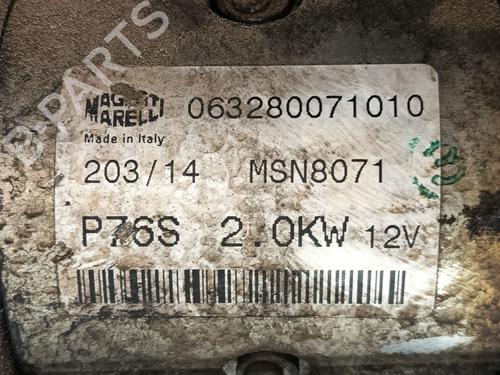 B-PARTS
MAGNETI MARELLI
063280071010
Made in Italy
203/14 MSN8071
P76S 2.0KW 12V